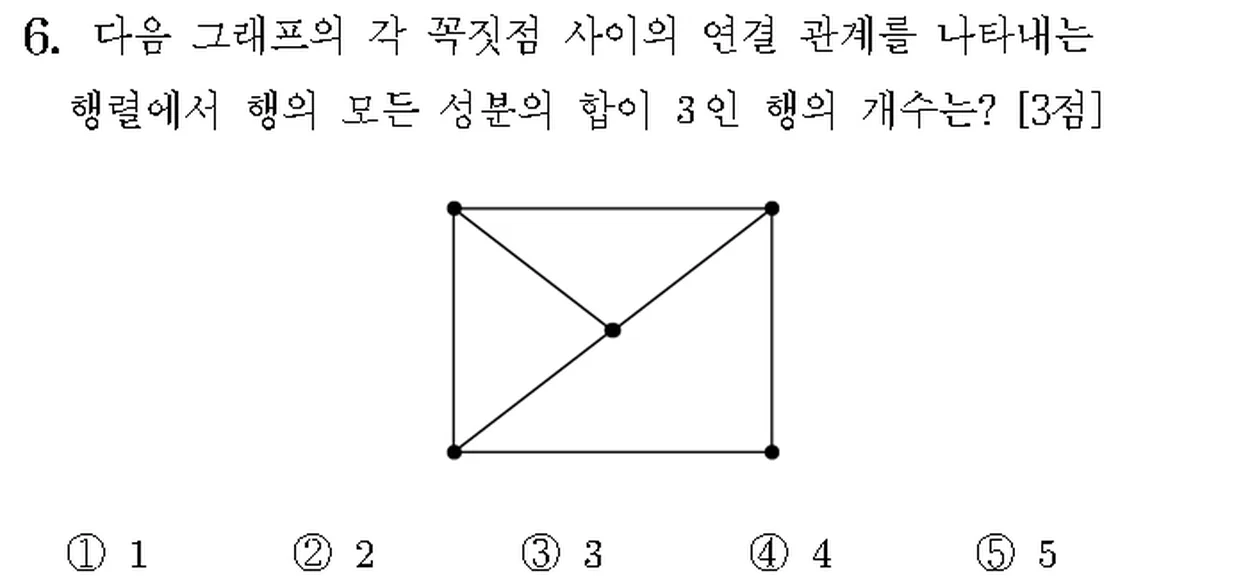 6. 다음 그래프의 각 꼭짓점 사이의 연결 관계를 나타내는
행렬에서 행의 모든 성분의 합이 3인 행의 개수는? [3점]
① 1 ② 2 ③ 3 ④ 4 ⑤ 5